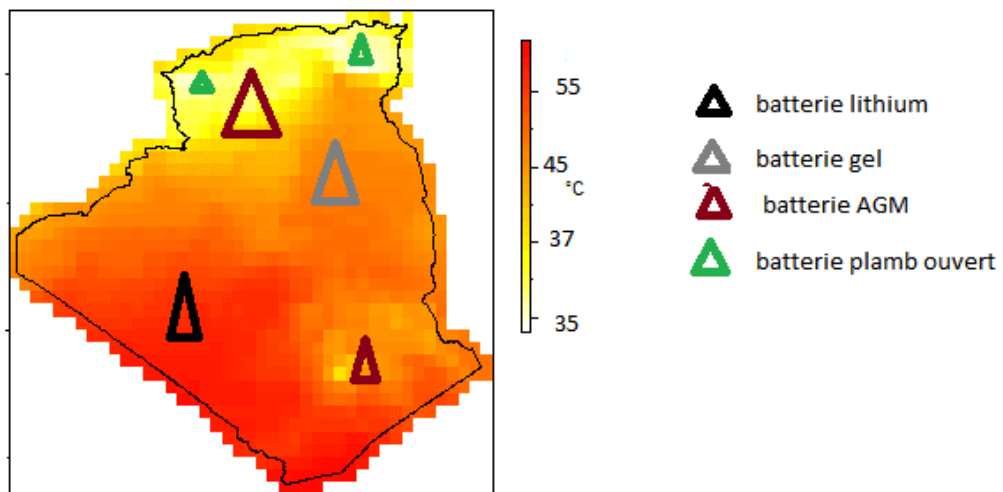 55
45
°C
37
35
batterie lithium
batterie gel
batterie AGM
batterie plamb ouvert